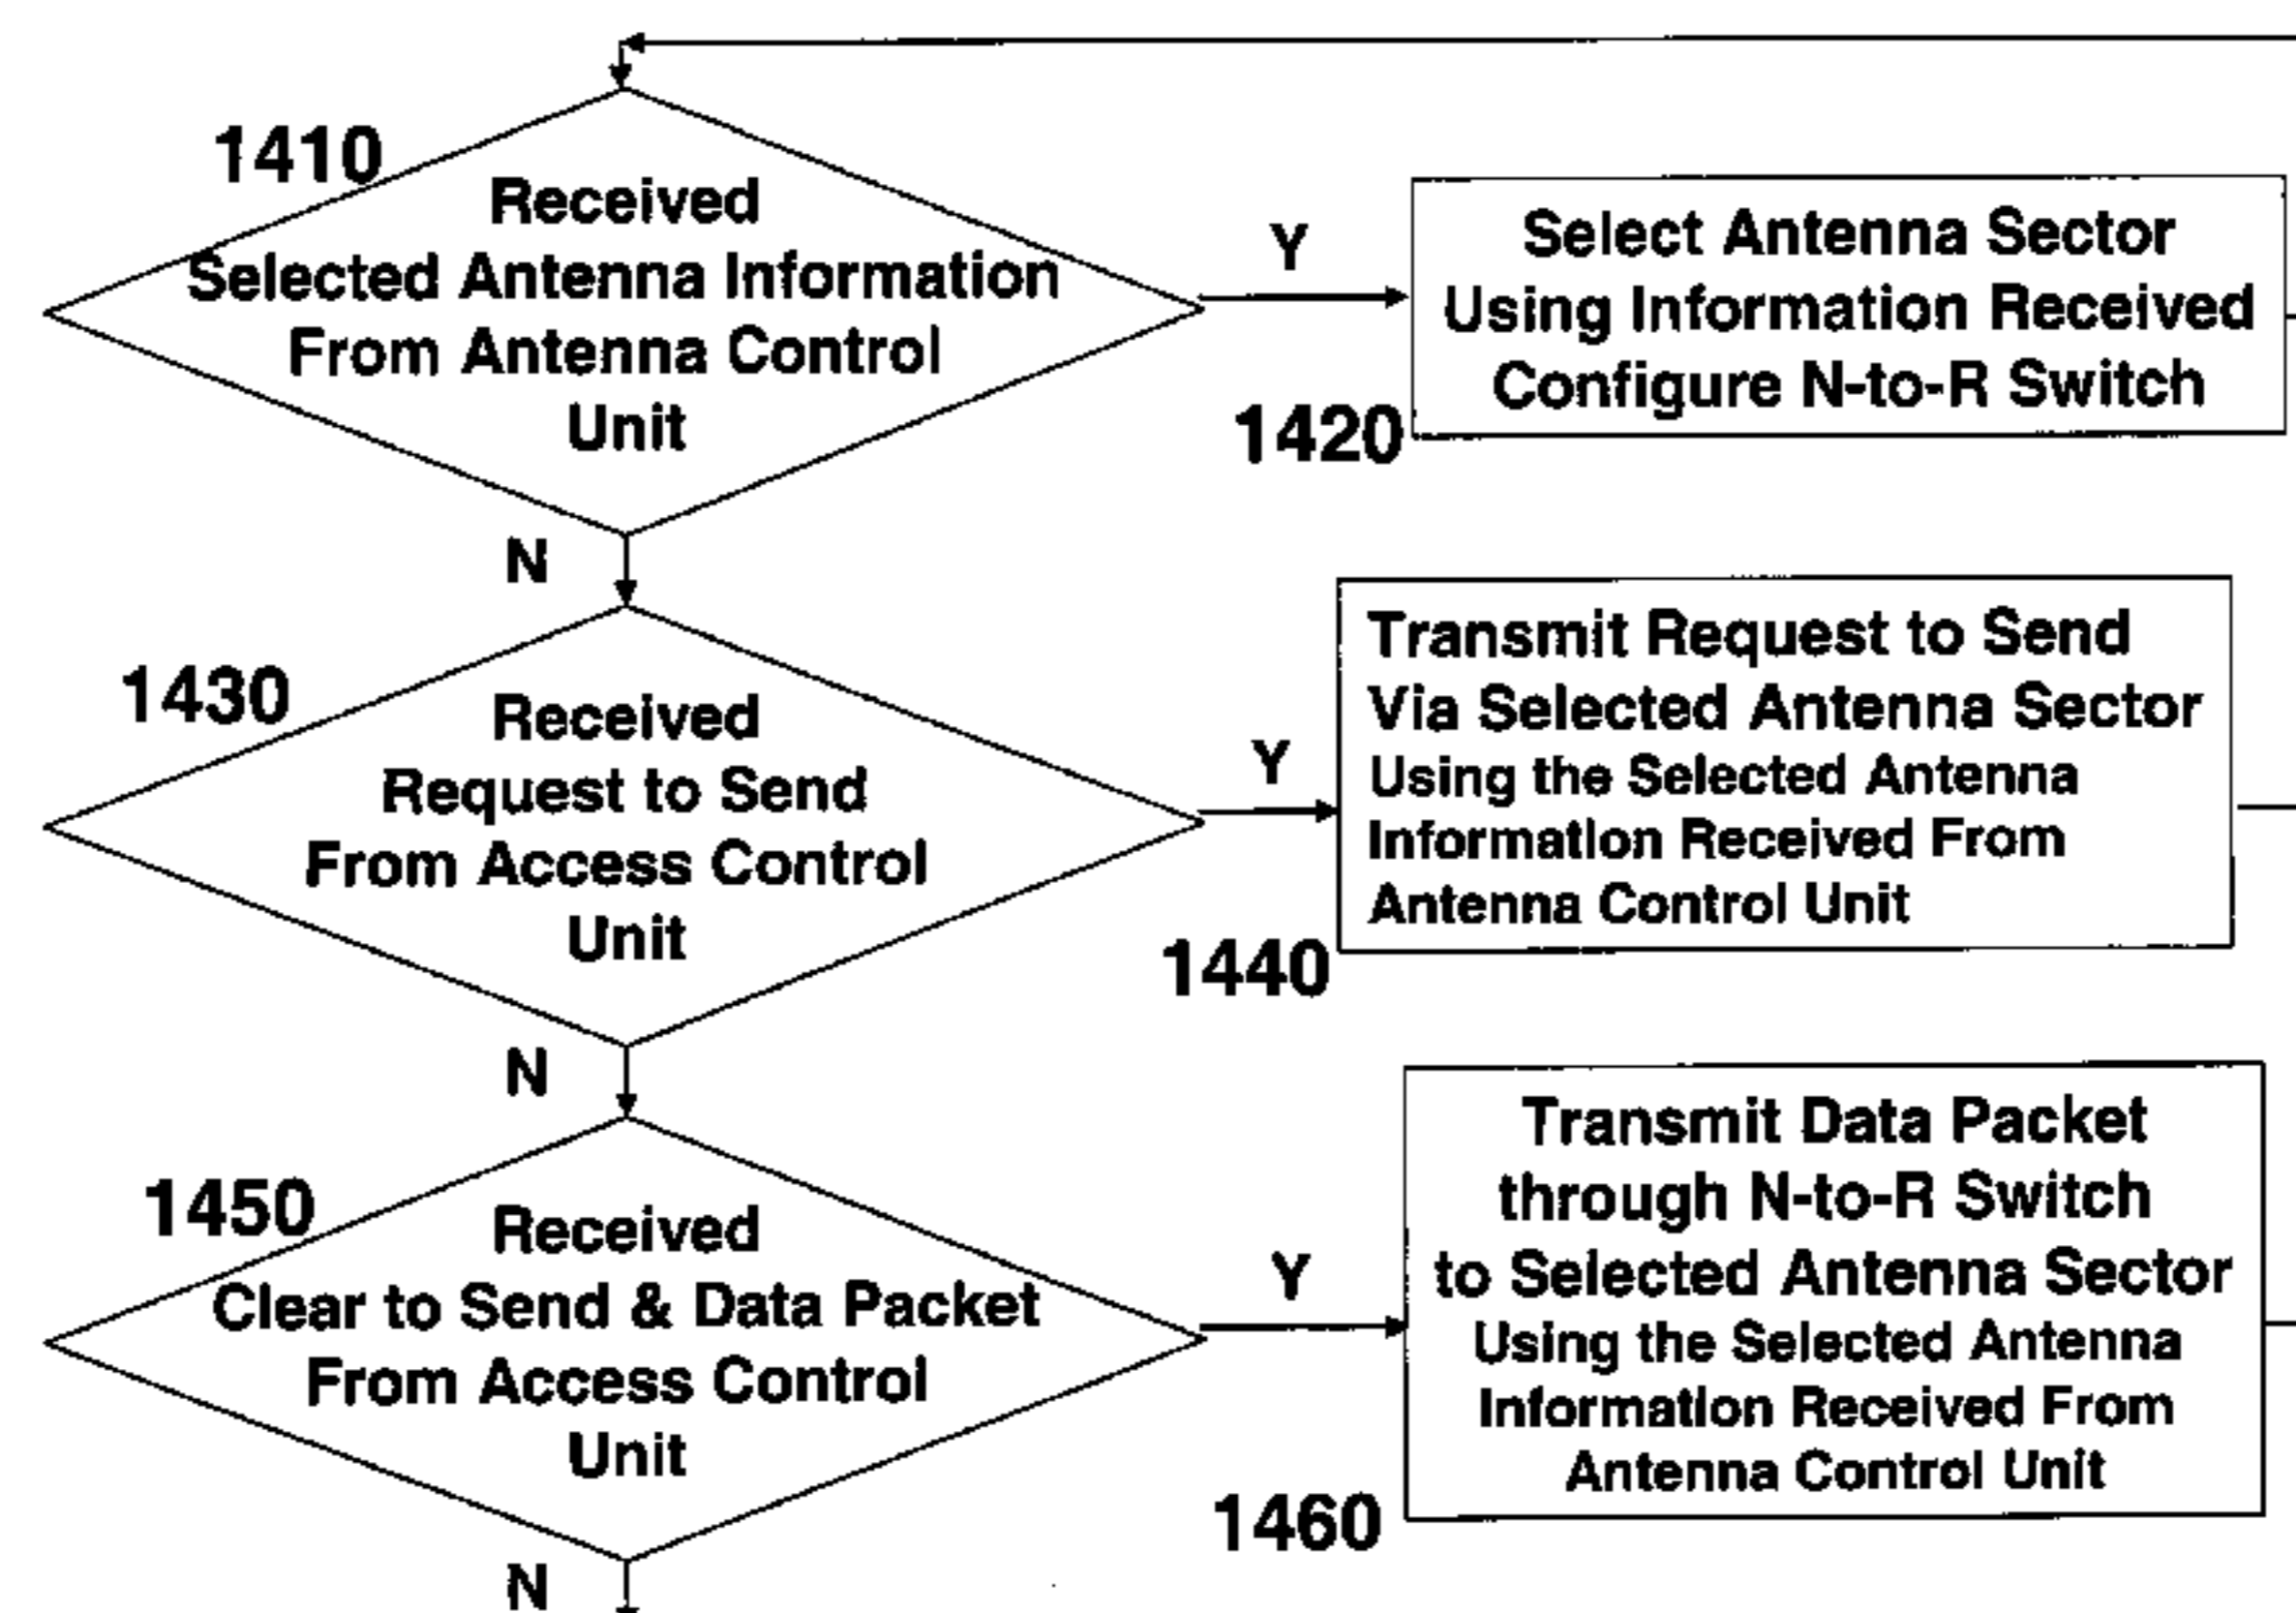 1410
Received
Selected Antenna Information
From Antenna Control
Unit
Y
Select Antenna Sector
Using Information Received
Configure N-to-R Switch
1420
N
1430
Received
Request to Send
From Access Control
Unit
Y
Transmit Request to Send
Via Selected Antenna Sector
Using the Selected Antenna
Information Received From
Antenna Control Unit
1440
N
1450
Received
Clear to Send & Data Packet
From Access Control
Unit
Y
Transmit Data Packet
through N-to-R Switch
to Selected Antenna Sector
Using the Selected Antenna
Information Received From
Antenna Control Unit
1460
N